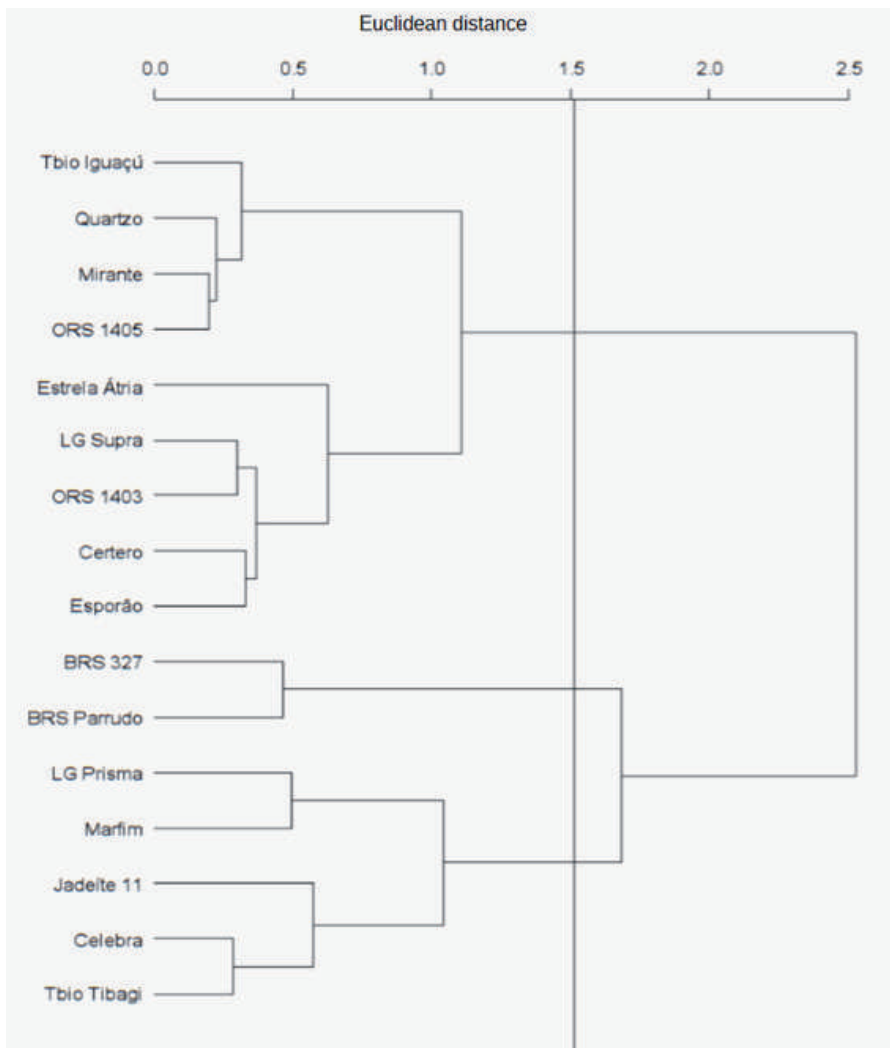 Euclidean distance
0.0 0.5 1.0 1.5 2.0 2.5
Tbio Iguaçú
Quartzo
Mirante
ORS 1405
Estrela Átria
LG Supra
ORS 1403
Certero
Esporão
BRS 327
BRS Parrudo
LG Prisma
Marfim
Jadeíte 11
Celebra
Tbio Tibagi